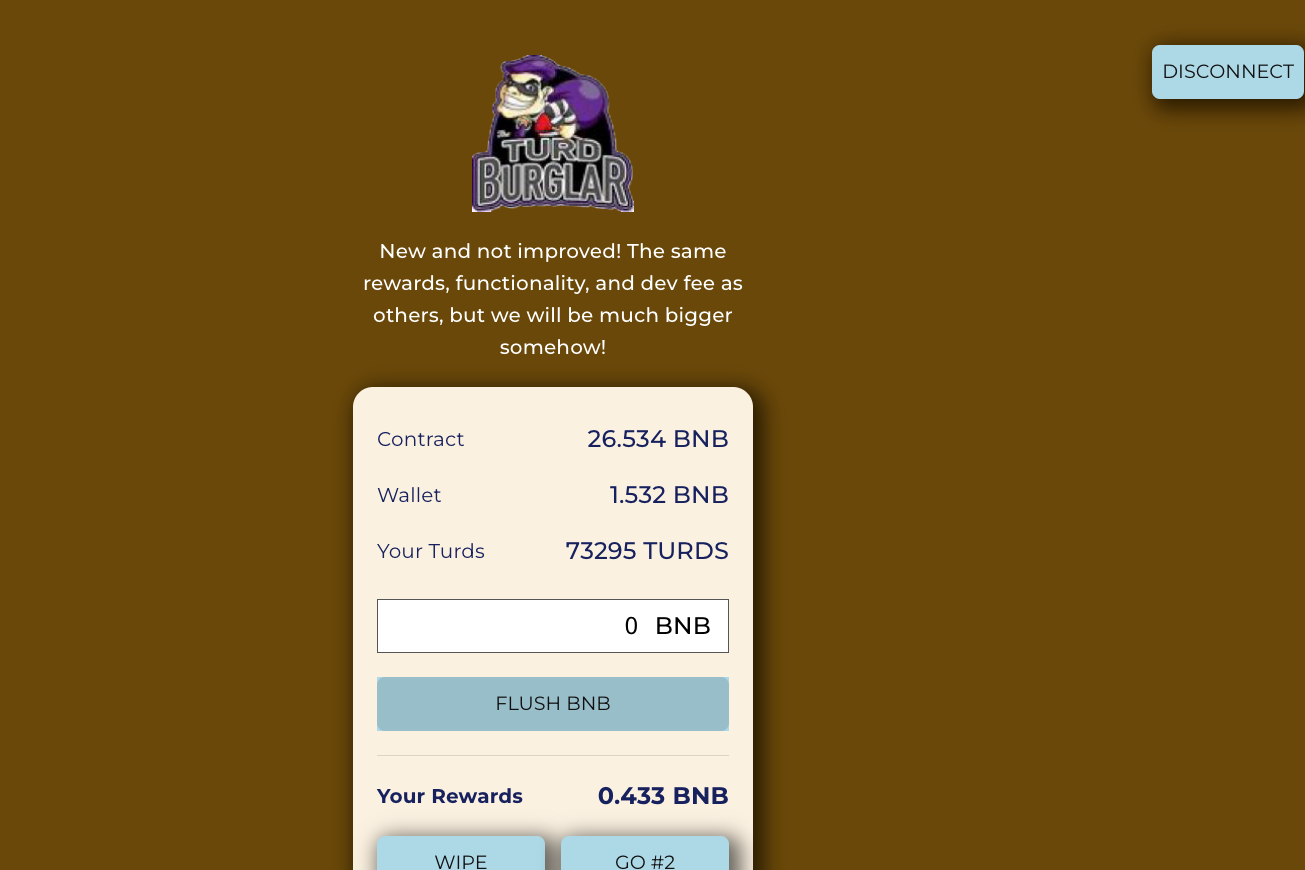 DISCONNECT
The
TURD
BURGLAR
New and not improved! The same
rewards, functionality, and dev fee as
others, but we will be much bigger
somehow!
Contract 26.534 BNB
Wallet 1.532 BNB
Your Turds 73295 TURDS
0 BNB
FLUSH BNB
Your Rewards 0.433 BNB
WIPE GO #2